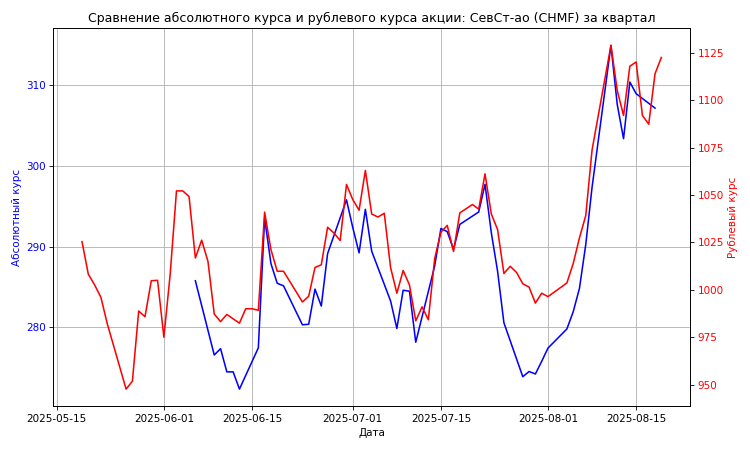 Сравнение абсолютного курса и рублевого курса акции: СевСт-ао (CHMF) за квартал
Абсолютный курс
310
300
290
280
1125
1100
1075
1050
1025
1000
975
950
Рублевый курс
2025-05-15 2025-06-01 2025-06-15 2025-07-01 2025-07-15 2025-08-01 2025-08-15
Дата